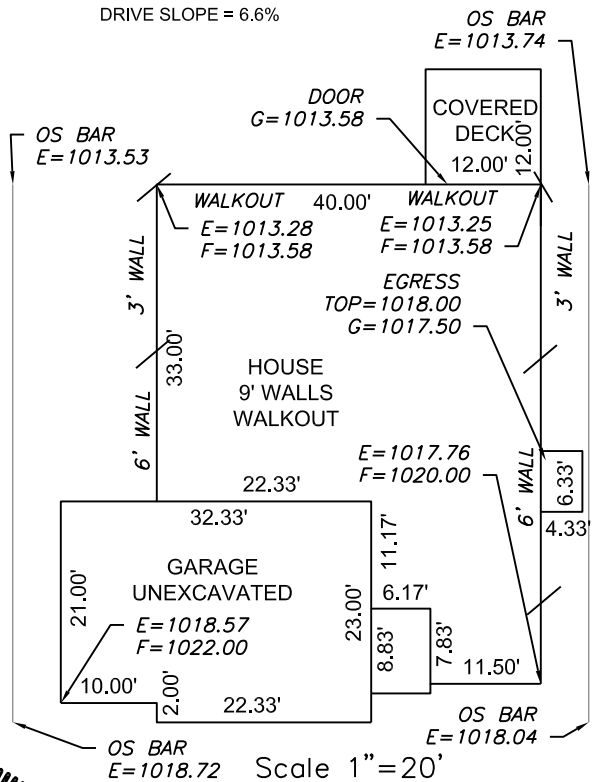 DRIVE SLOPE = 6.6%
OS BAR
E=1013.74
DOOR
G=1013.58
COVERED
DECK
12.00'
12.00'
OS BAR
E=1013.53
WALKOUT
40.00'
WALKOUT
E=1013.28
F=1013.58
E=1013.25
F=1013.58
3' WALL
3' WALL
EGRESS
TOP=1018.00
G=1017.50
33.00'
HOUSE
9' WALLS
WALKOUT
6' WALL
E=1017.76
F=1020.00
6' WALL
6.33'
4.33'
22.33'
32.33'
11.17'
GARAGE
UNEXCAVATED
21.00'
23.00'
6.17'
E=1018.57
F=1022.00
8.83'
7.83'
10.00'
2.00'
11.50'
22.33'
OS BAR
E=1018.04
OS BAR
E=1018.72
Scale 1"=20'